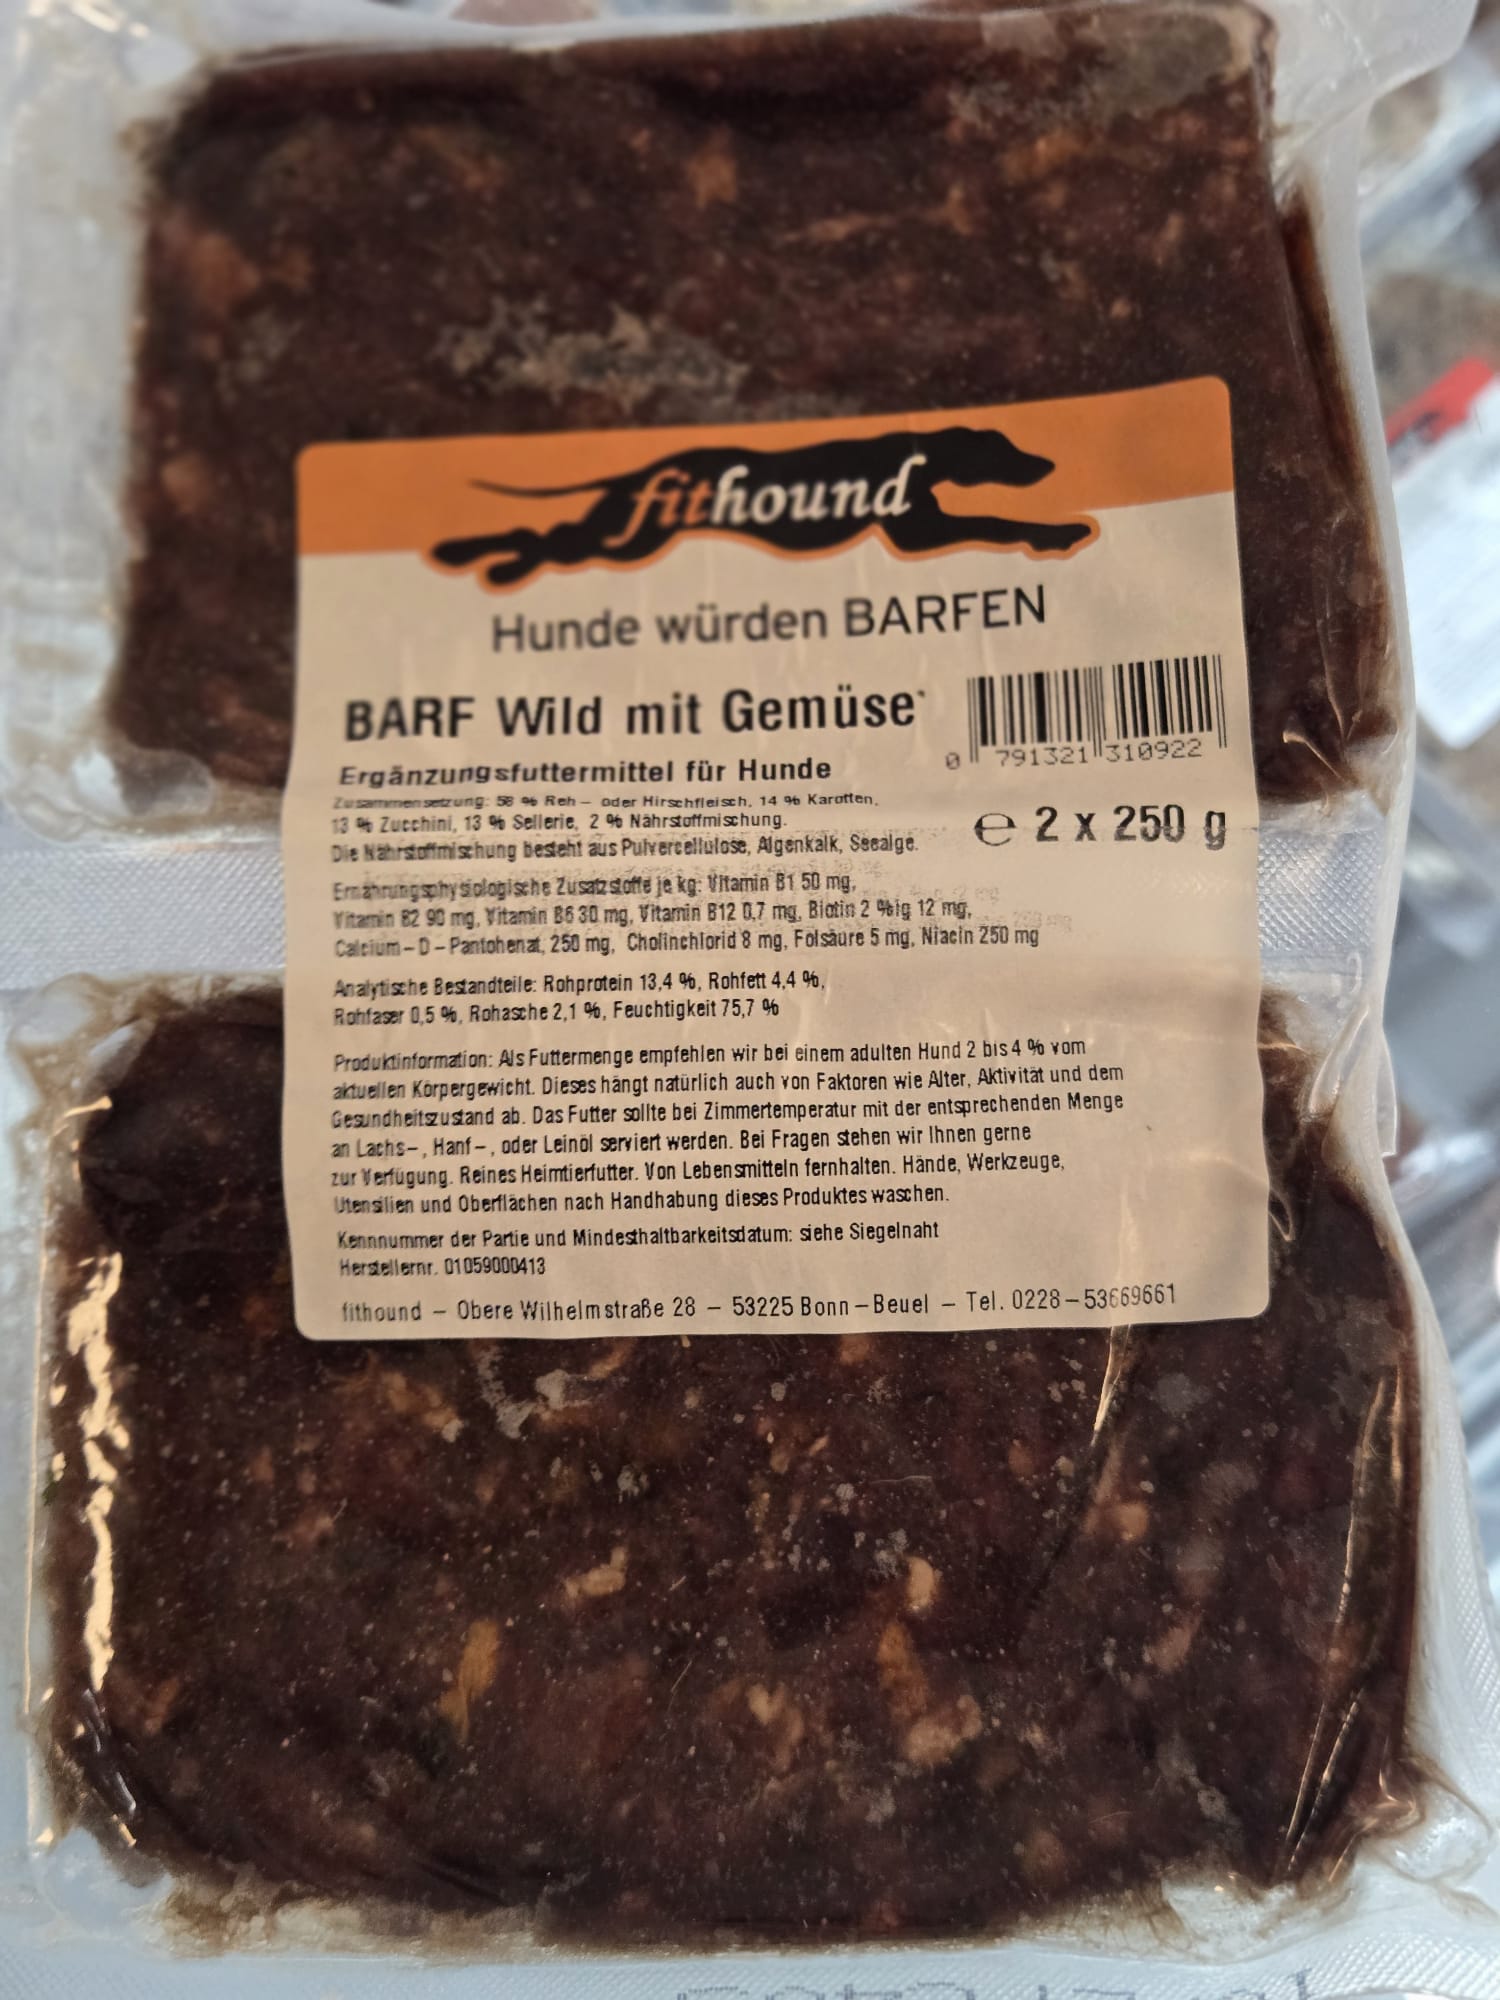 fithound
Hunde würden BARFEN
BARF Wild mit Gemüse
0 791321 310922
Ergänzungsfuttermittel für Hunde
Zusammensetzung: 58 % Reh – oder Hirschfleisch, 14 % Karotten,
13 % Zucchini, 13 % Sellerie, 2 % Nährstoffmischung.
Die Nährstoffmischung besteht aus Pulvercellulose, Algenkalk, Seealge.
℮ 2 x 250 g
Ernährungsphysiologische Zusatzstoffe je kg: Vitamin B1 50 mg,
Vitamin B2 90 mg, Vitamin B6 30 mg, Vitamin B12 0,7 mg, Biotin 2 %ig 12 mg,
Calcium – D – Pantohenat, 250 mg, Cholinchlorid 8 mg, Folsäure 5 mg, Niacin 250 mg
Analytische Bestandteile: Rohprotein 13,4 %, Rohfett 4,4 %,
Rohfaser 0,5 %, Rohasche 2,1 %, Feuchtigkeit 75,7 %
Produktinformation: Als Futtermenge empfehlen wir bei einem adulten Hund 2 bis 4 % vom
aktuellen Körpergewicht. Dieses hängt natürlich auch von Faktoren wie Alter, Aktivität und dem
Gesundheitszustand ab. Das Futter sollte bei Zimmertemperatur mit der entsprechenden Menge
an Lachs–, Hanf –, oder Leinöl serviert werden. Bei Fragen stehen wir Ihnen gerne
zur Verfügung. Reines Heimtierfutter. Von Lebensmitteln fernhalten. Hände, Werkzeuge,
Utensilien und Oberflächen nach Handhabung dieses Produktes waschen.
Kennnummer der Partie und Mindesthaltbarkeitsdatum: siehe Siegelnaht
Herstellernr. 01059000413
fithound – Obere Wilhelmstraße 28 – 53225 Bonn – Beuel – Tel. 0228 – 53669661